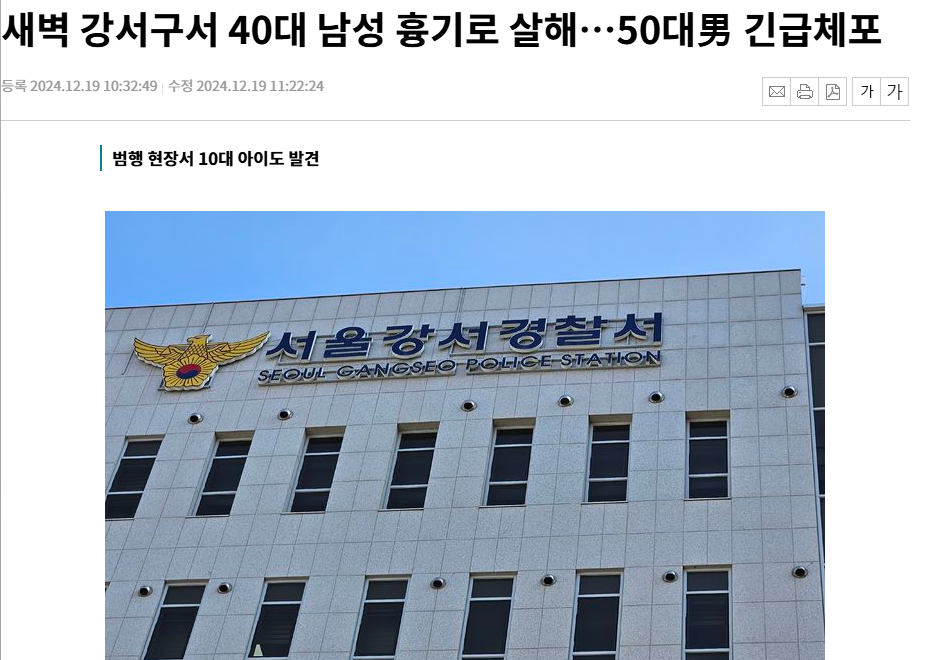 새벽 강서구서 40대 남성 흉기로 살해…50대男 긴급체포
등록 2024.12.19 10:32:49 수정 2024.12.19 11:22:24
가 가
범행 현장서 10대 아이도 발견
서울강서경찰서
SEOUL GANGSEO POLICE STATION